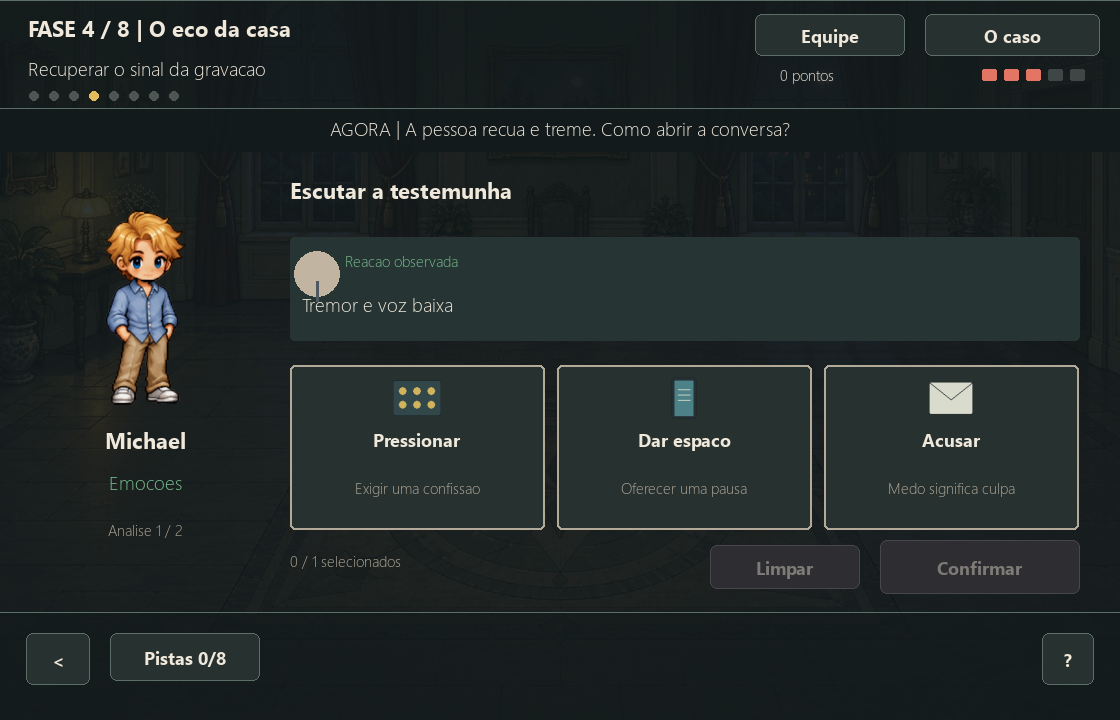 FASE 4 / 8 | O eco da casa
Equipe
O caso
Recuperar o sinal da gravacao
0 pontos
AGORA | A pessoa recua e treme. Como abrir a conversa?
Escutar a testemunha
Reacao observada
Tremor e voz baixa
Pressionar
Exigir uma confissao
Dar espaco
Oferecer uma pausa
Acusar
Medo significa culpa
Michael
Emocoes
Analise 1 / 2
0 / 1 selecionados
Limpar
Confirmar
<
Pistas 0/8
?